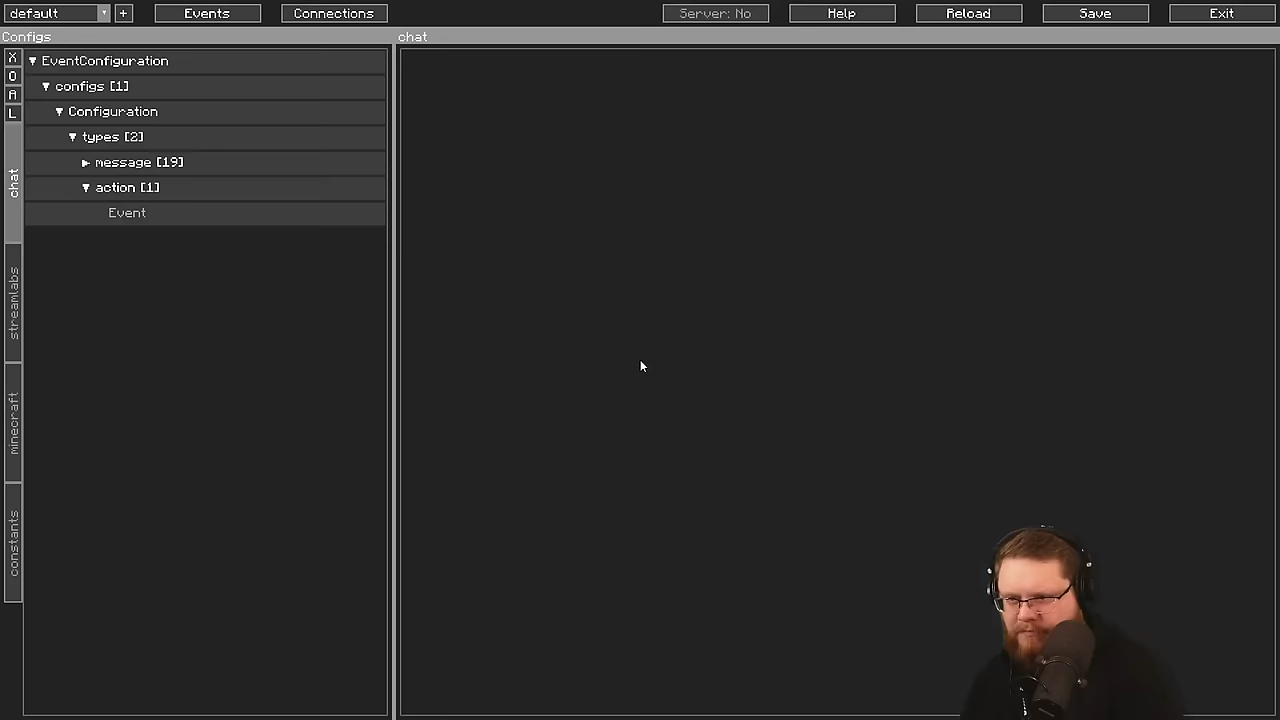 default ▾ + Events Connections Server: No Help Reload Save Exit
Configs chat
X
O
A
L
chat
streamlabs
minecraft
constants
▼ EventConfiguration
▼ configs [1]
▼ Configuration
▼ types [2]
▶ message [19]
▼ action [1]
Event